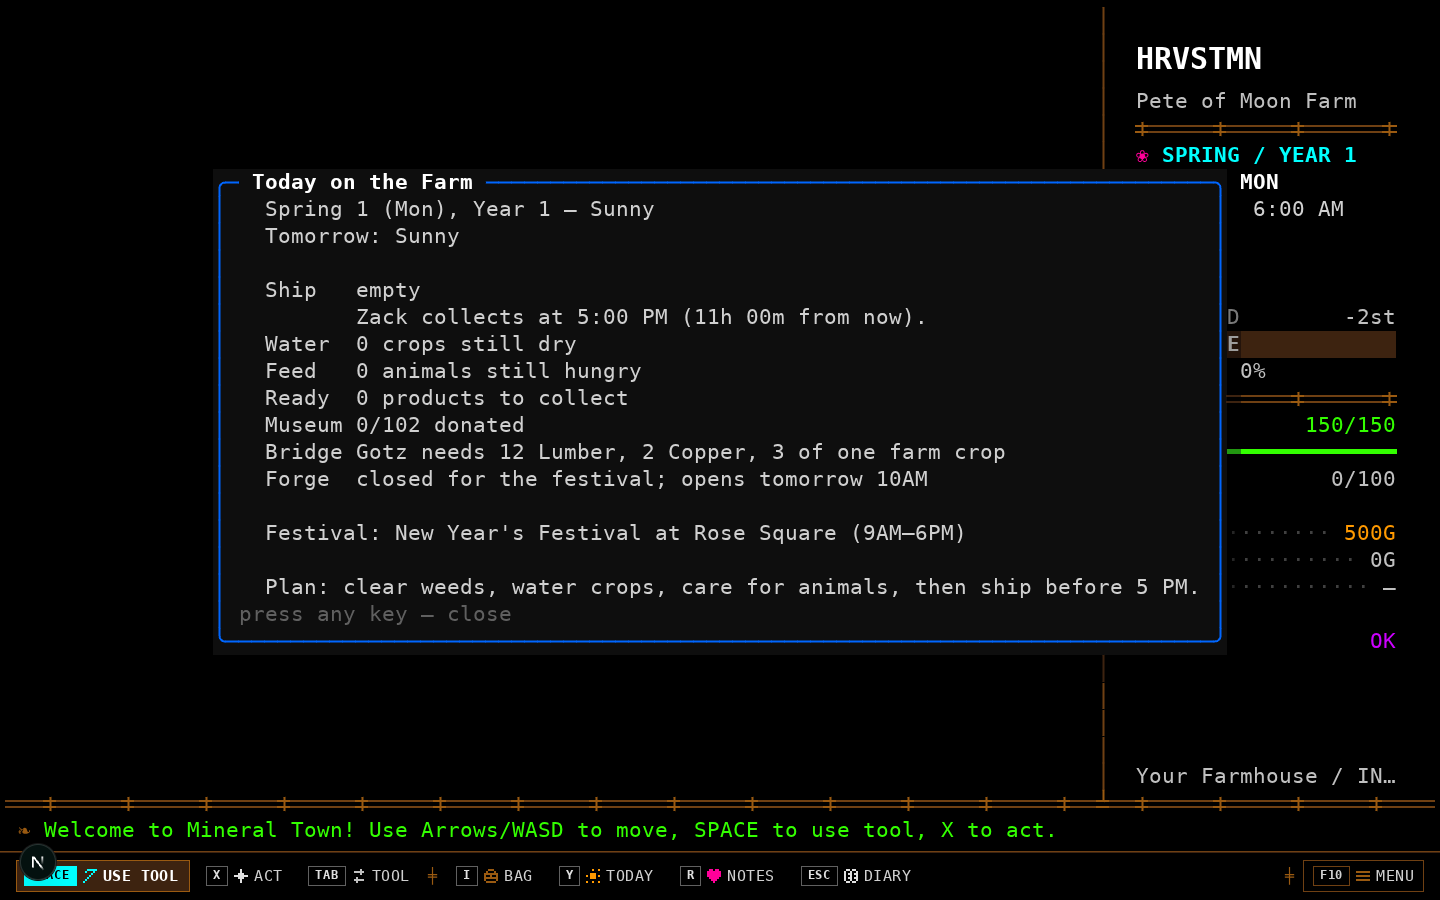 HRVSTMN
Pete of Moon Farm
❀ SPRING / YEAR 1
MON
6:00 AM
Today on the Farm
Spring 1 (Mon), Year 1 — Sunny
Tomorrow: Sunny
Ship empty
Zack collects at 5:00 PM (11h 00m from now).
D -2st
Water 0 crops still dry
E
Feed 0 animals still hungry
0%
Ready 0 products to collect
Museum 0/102 donated
150/150
Bridge Gotz needs 12 Lumber, 2 Copper, 3 of one farm crop
Forge closed for the festival; opens tomorrow 10AM
0/100
Festival: New Year's Festival at Rose Square (9AM–6PM)
········ 500G
·········· 0G
Plan: clear weeds, water crops, care for animals, then ship before 5 PM.
··········· —
press any key — close
OK
Your Farmhouse / IN…
❧ Welcome to Mineral Town! Use Arrows/WASD to move, SPACE to use tool, X to act.
N
USE TOOL
X ACT
TAB TOOL
I BAG
Y TODAY
R NOTES
ESC DIARY
F10 MENU